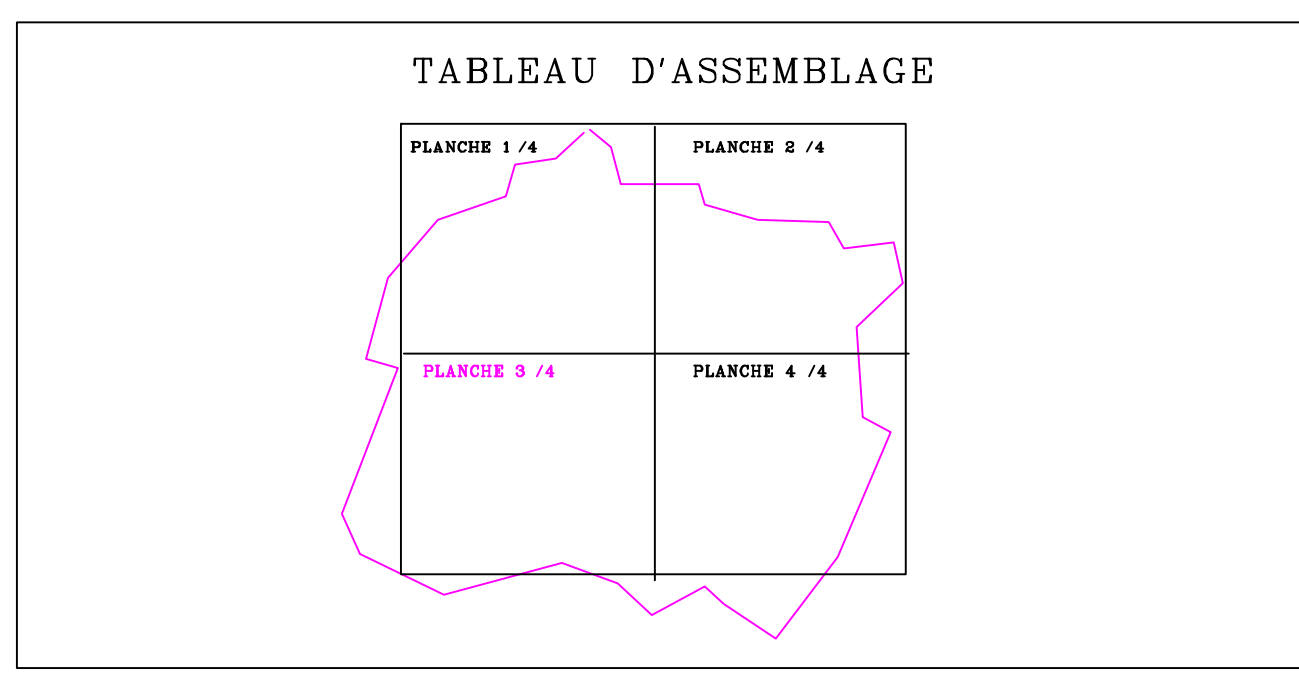 TABLEAU D'ASSEMBLAGE
PLANCHE 1 /4
PLANCHE 2 /4
PLANCHE 3 /4
PLANCHE 4 /4